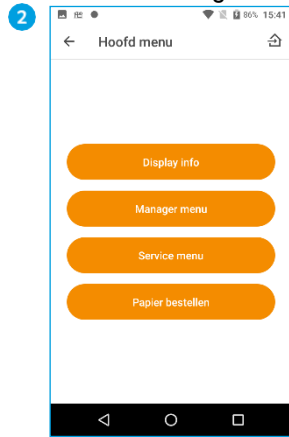 2
86% 15:41
Hoofd menu
Display info
Manager menu
Service menu
Papier bestellen